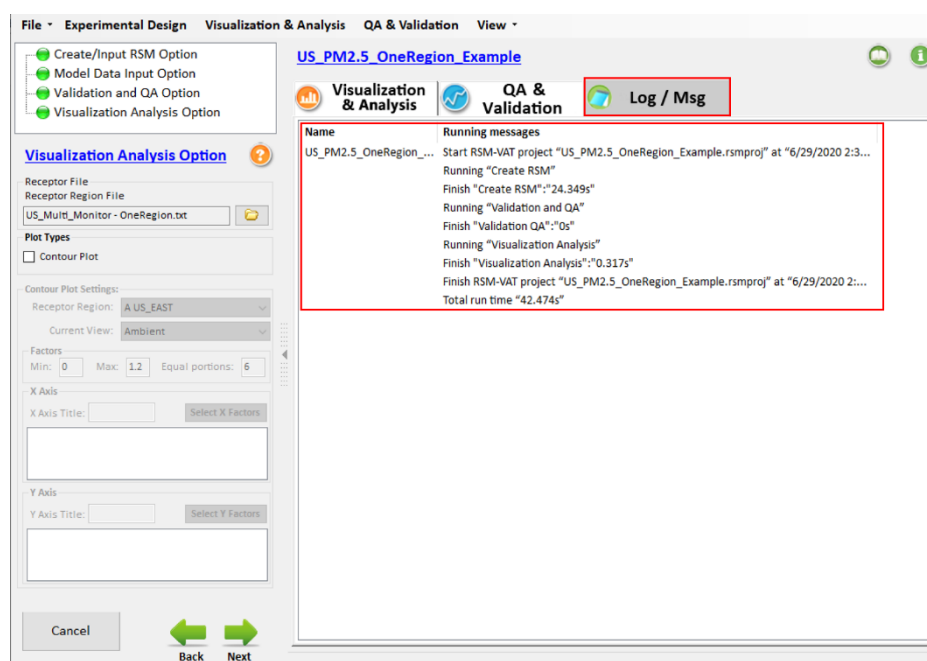 File Experimental Design Visualization & Analysis QA & Validation View
Create/Input RSM Option
Model Data Input Option
Validation and QA Option
Visualization Analysis Option
Visualization Analysis Option
Receptor File
Receptor Region File
US_Multi_Monitor - OneRegion.txt
Plot Types
Contour Plot
Contour Plot Settings:
Receptor Region: A US_EAST
Current View: Ambient
Factors
Min: 0 Max: 1.2 Equal portions: 6
X Axis
X Axis Title: Select X Factors
Y Axis
Y Axis Title: Select Y Factors
Cancel
Back Next
US_PM2.5_OneRegion_Example
Visualization
& Analysis
QA &
Validation
Log / Msg
Name Running messages
US_PM2.5_OneRegion_... Start RSM-VAT project “US_PM2.5_OneRegion_Example.rsmproj” at “6/29/2020 2:3...
Running “Create RSM”
Finish "Create RSM":"24.349s"
Running “Validation and QA”
Finish "Validation QA":"0s"
Running “Visualization Analysis”
Finish "Visualization Analysis":"0.317s"
Finish RSM-VAT project “US_PM2.5_OneRegion_Example.rsmproj” at “6/29/2020 2:...
Total run time “42.474s”